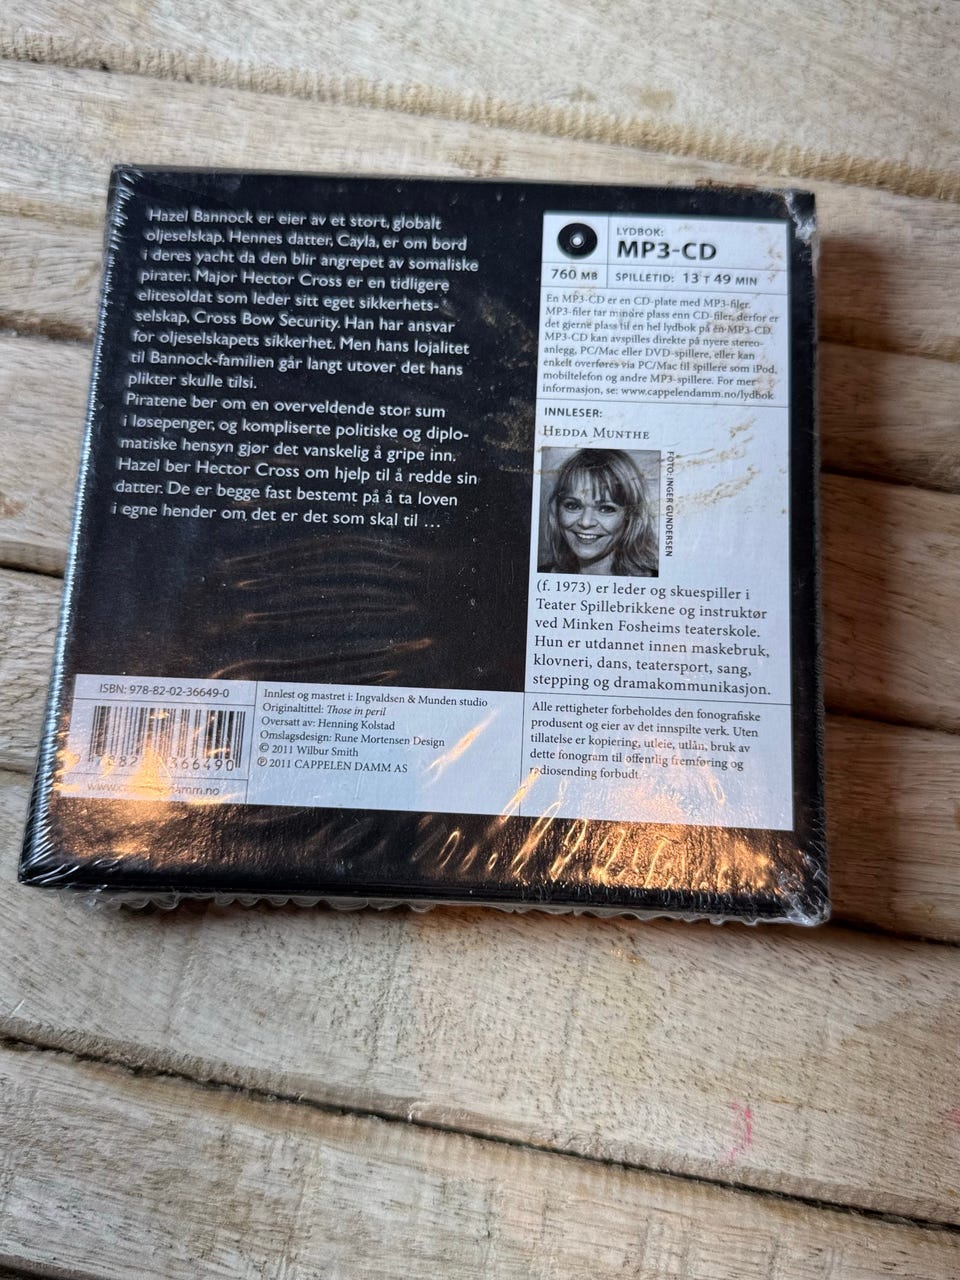 Hazel Bannock er eier av et stort, globalt
oljeselskap. Hennes datter, Cayla, er om bord
i deres yacht da den blir angrepet av somaliske
pirater. Major Hector Cross er en tidligere
elitesoldat som leder sitt eget sikkerhets-
selskap, Cross Bow Security. Han har ansvar
for oljeselskapets sikkerhet. Men hans lojalitet
til Bannock-familien går langt utover det hans
plikter skulle tilsi.
Piratene ber om en overveldende stor sum
i løsepenger, og kompliserte politiske og diplo-
matiske hensyn gjør det vanskelig å gripe inn.
Hazel ber Hector Cross om hjelp til å redde sin
datter. De er begge fast bestemt på å ta loven
i egne hender om det er det som skal til ...
LYDBOK:
MP3-CD
760 MB
SPILLETID: 13 T 49 MIN
En MP3-CD er en CD-plate med MP3-filer.
MP3-filer tar mindre plass enn CD-filer, derfor er
det gjerne plass til en hel lydbok på én MP3-CD.
MP3-CD kan avspilles direkte på nyere stereo-
anlegg, PC/Mac eller DVD-spillere, eller kan
enkelt overføres via PC/Mac til spillere som iPod,
mobiltelefon og andre MP3-spillere. For mer
informasjon, se: www.cappelendamm.no/lydbok
INNLESER:
HEDDA MUNTHE
FOTO: INGER GUNDERSEN
(f. 1973) er leder og skuespiller i
Teater Spillebrikkene og instruktør
ved Minken Fosheims teaterskole.
Hun er utdannet innen maskebruk,
klovneri, dans, teatersport, sang,
stepping og dramakommunikasjon.
ISBN: 978-82-02-36649-0
Innlest og mastret i: Ingvaldsen & Munden studio
Originaltittel: Those in peril
Oversatt av: Henning Kolstad
Omslagsdesign: Rune Mortensen Design
© 2011 Wilbur Smith
℗ 2011 CAPPELEN DAMM AS
Alle rettigheter forbeholdes den fonografiske
produsent og eier av det innspilte verk. Uten
tillatelse er kopiering, utleie, utlån, bruk av
dette fonogram til offentlig fremføring og
radiosending forbudt.